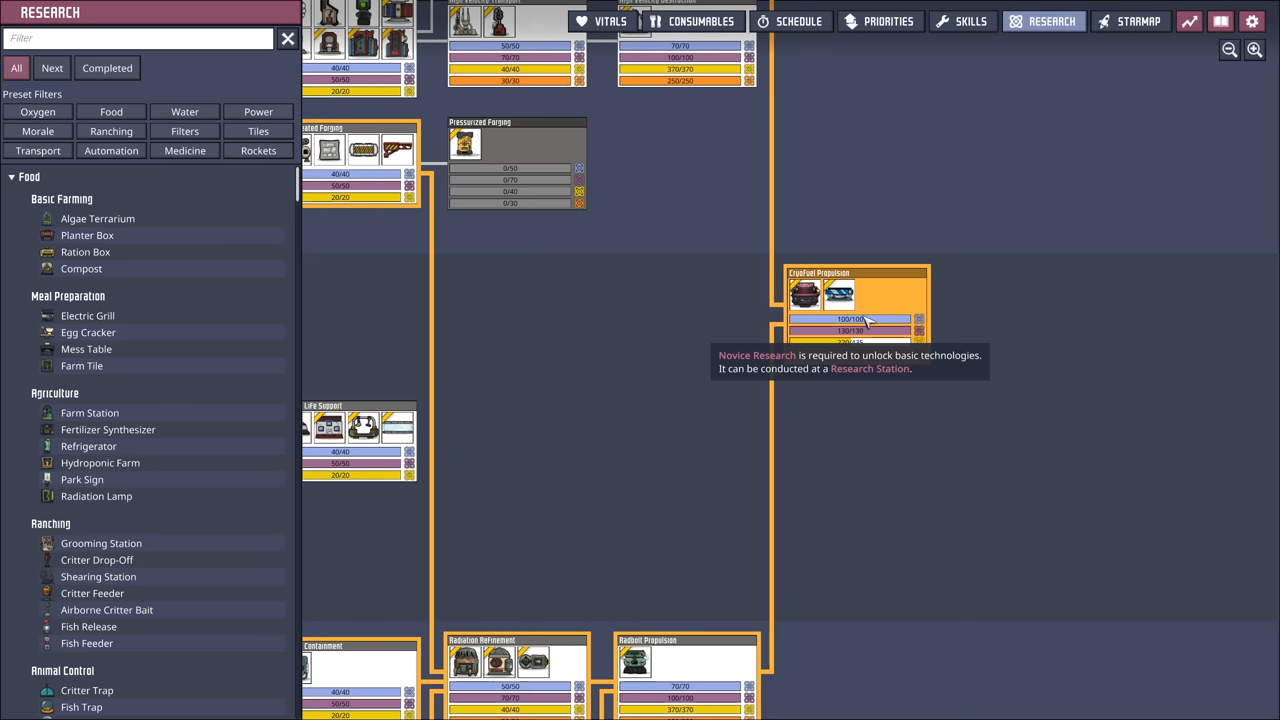 RESEARCH
Filter
All
Next
Completed
Preset Filters
Oxygen
Food
Water
Power
Morale
Ranching
Filters
Tiles
Transport
Automation
Medicine
Rockets
Food
Basic Farming
Algae Terrarium
Planter Box
Ration Box
Compost
Meal Preparation
Electric Grill
Egg Cracker
Mess Table
Farm Tile
Agriculture
Farm Station
Fertilizer Synthesizer
Refrigerator
Hydroponic Farm
Park Sign
Radiation Lamp
Ranching
Grooming Station
Critter Drop-Off
Shearing Station
Critter Feeder
Airborne Critter Bait
Fish Release
Fish Feeder
Animal Control
Critter Trap
Fish Trap
VITALS
CONSUMABLES
SCHEDULE
PRIORITIES
SKILLS
RESEARCH
STARMAP
40/40
50/50
20/20
High Velocity Transport
50/50
70/70
40/40
30/30
70/70
100/100
370/370
250/250
Forging
40/40
50/50
20/20
Pressurized Forging
0/50
0/70
0/40
0/30
CryoFuel Propulsion
100/100
130/130
Novice Research is required to unlock basic technologies.
It can be conducted at a Research Station.
Life Support
40/40
50/50
20/20
Containment
40/40
50/50
20/20
Radiation Refinement
50/50
70/70
40/40
Radbolt Propulsion
70/70
100/100
370/370